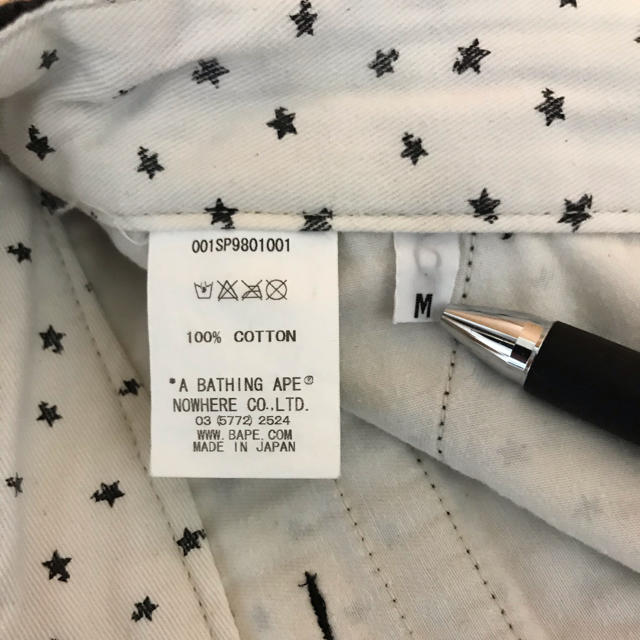 001SP9801001
100% COTTON
*A BATHING APE®
NOWHERE CO.,LTD.
03 (5772) 2524
WWW.BAPE.COM
MADE IN JAPAN
M